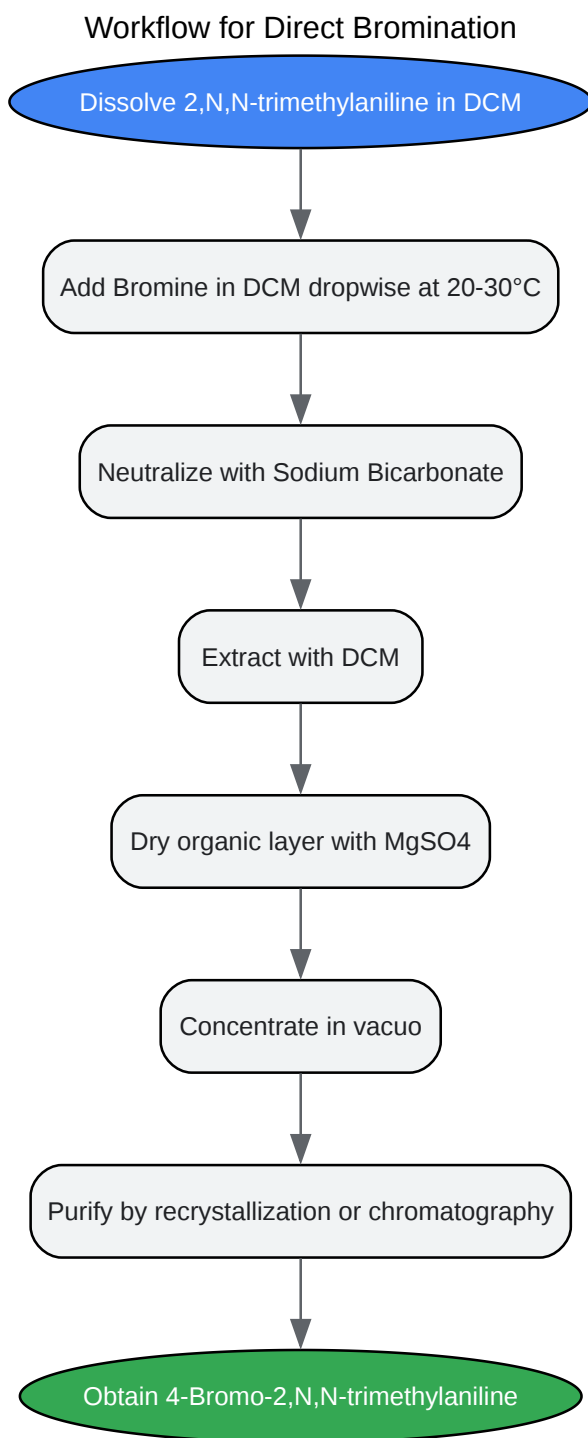 Workflow for Direct Bromination
Dissolve 2,N,N-trimethylaniline in DCM
Add Bromine in DCM dropwise at 20-30°C
Neutralize with Sodium Bicarbonate
Extract with DCM
Dry organic layer with MgSO4
Concentrate in vacuo
Purify by recrystallization or chromatography
Obtain 4-Bromo-2,N,N-trimethylaniline